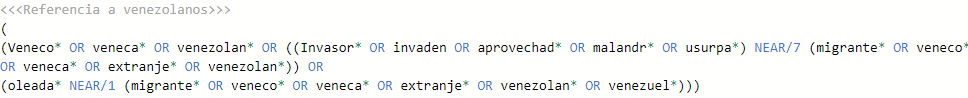 <<<Referencia a venezolanos>>>
(
(Veneco* OR veneca* OR venezolan* OR ((Invasor* OR invaden OR aprovechad* OR malandr* OR usurpa*) NEAR/7 (migrante* OR veneco*
OR veneca* OR extranje* OR venezolan*)) OR
(oleada* NEAR/1 (migrante* OR veneco* OR veneca* OR extranje* OR venezolan* OR venezuel*)))